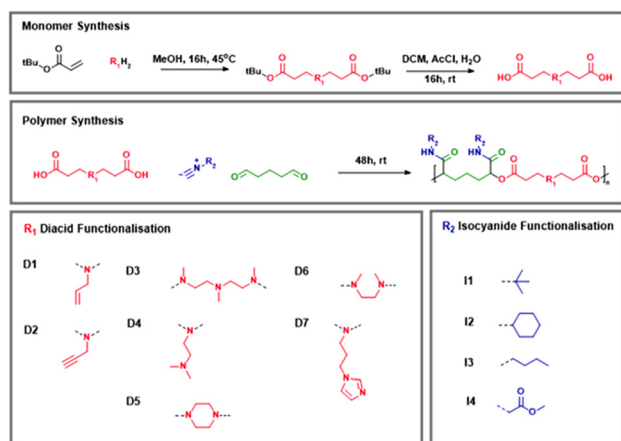 Monomer Synthesis
tBu O O
R1H2
MeOH, 16h, 45°C
tBu O O R1 O O tBu
DCM, AcCl, H2O
16h, rt
HO O R1 O OH
Polymer Synthesis
HO O R1 O OH
N+ R2
O O
48h, rt
R2 R2
HN O HN O
O O R1 O O n
R1 Diacid Functionalisation
R2 Isocyanide Functionalisation
D1 N
D3 N N N
D6 N N
D2 N
D4 N N
D7 N N N
D5 N N
I1
I2
I3
I4 O O